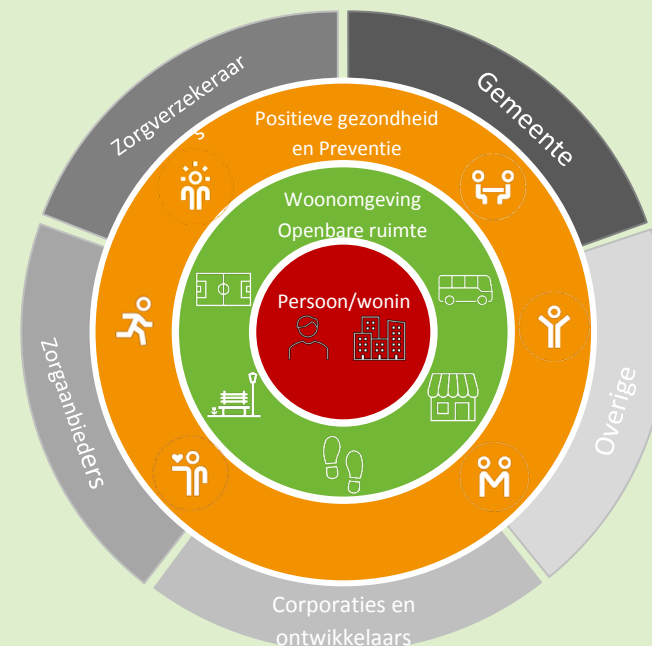 Zorgverzekeraar
s
Gemeente
Positieve gezondheid
en Preventie
Woonomgeving
Openbare ruimte
Persoon/wonin
Zorgaanbieders
Overige
Corporaties en
ontwikkelaars